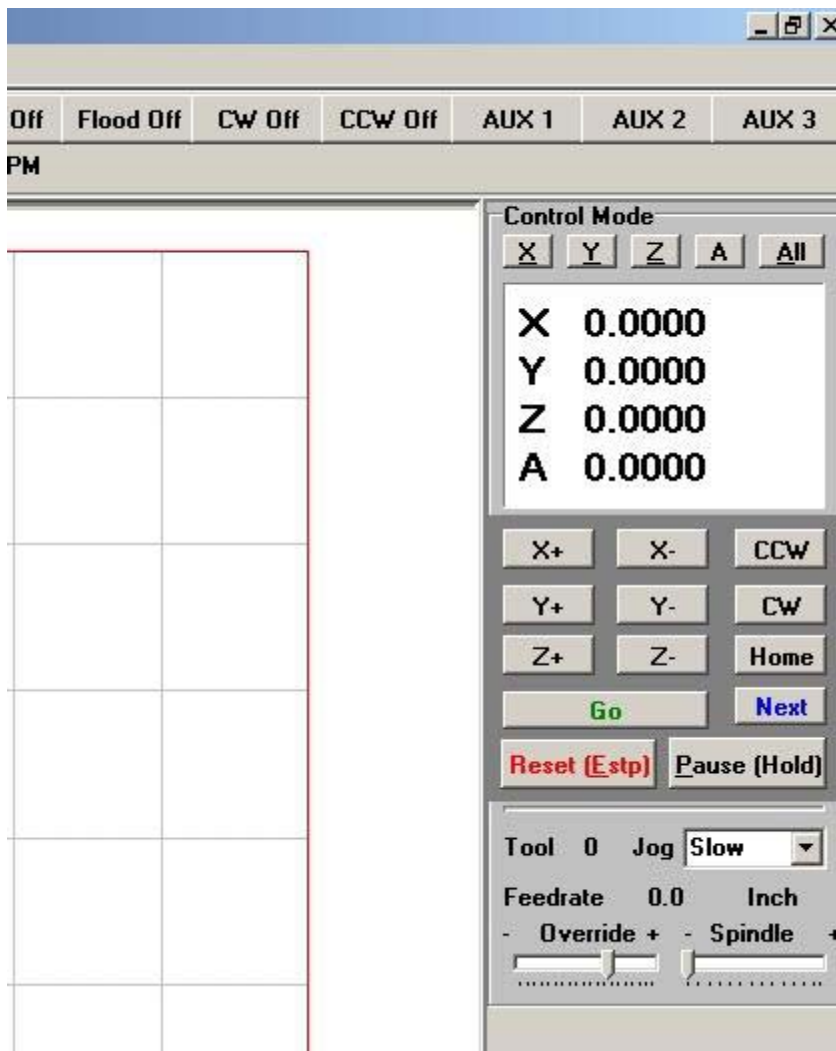 Off Flood Off CW Off CCW Off AUX 1 AUX 2 AUX 3
PM
Control Mode
X Y Z A All
X 0.0000
Y 0.0000
Z 0.0000
A 0.0000
X+ X- CCW
Y+ Y- CW
Z+ Z- Home
Go Next
Reset (Estp) Pause (Hold)
Tool 0 Jog Slow
Feedrate 0.0 Inch
- Override + - Spindle +